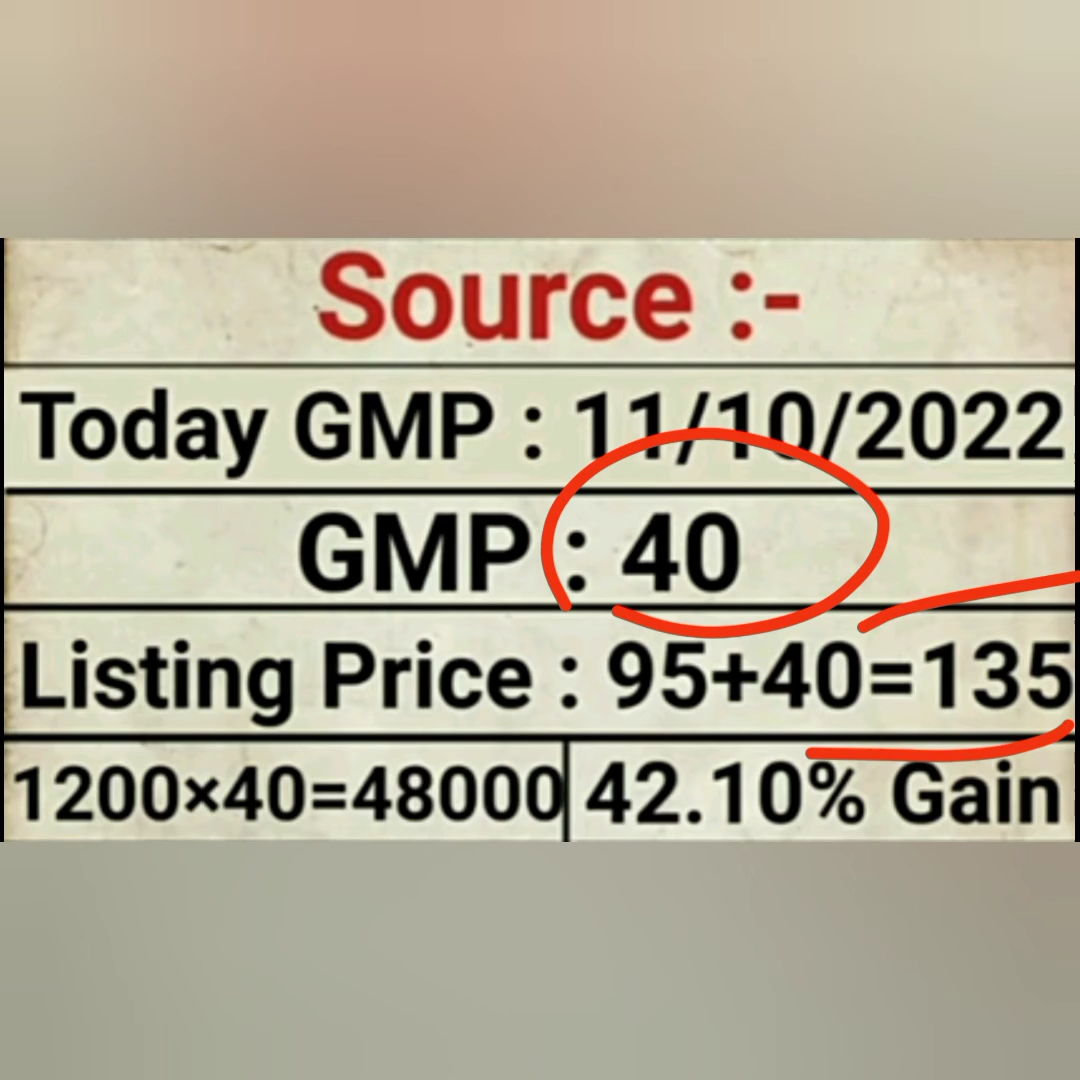 Source :-
Today GMP : 11/10/2022
GMP : 40
Listing Price : 95+40=135
1200×40=48000
42.10% Gain